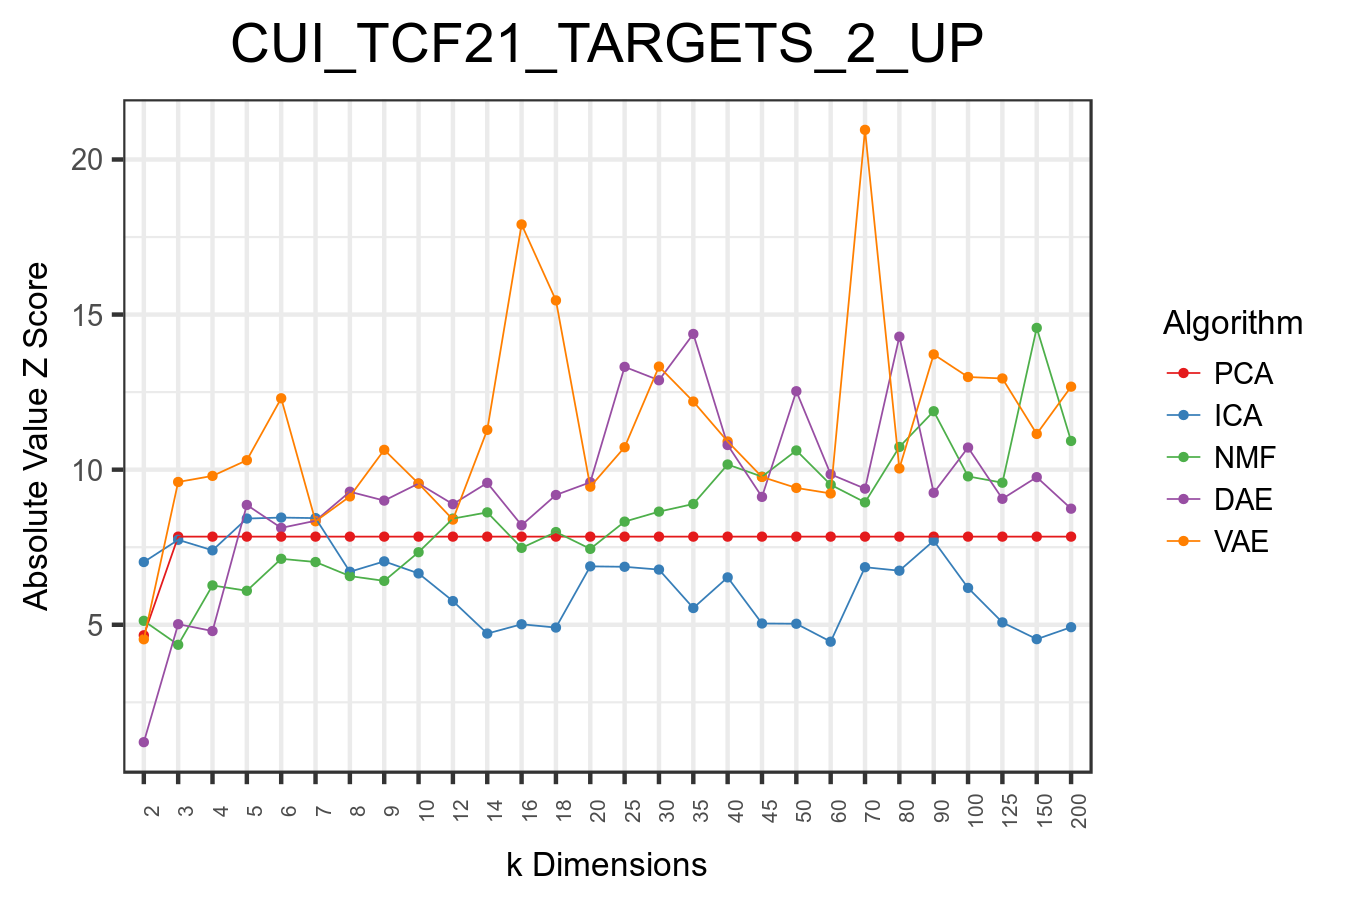 CUI_TCF21_TARGETS_2_UP
Absolute Value Z Score
20
15
10
5
2 3 4 5 6 7 8 9 10 12 14 16 18 20 25 30 35 40 45 50 60 70 80 90 100 125 150 200
k Dimensions
Algorithm
PCA
ICA
NMF
DAE
VAE